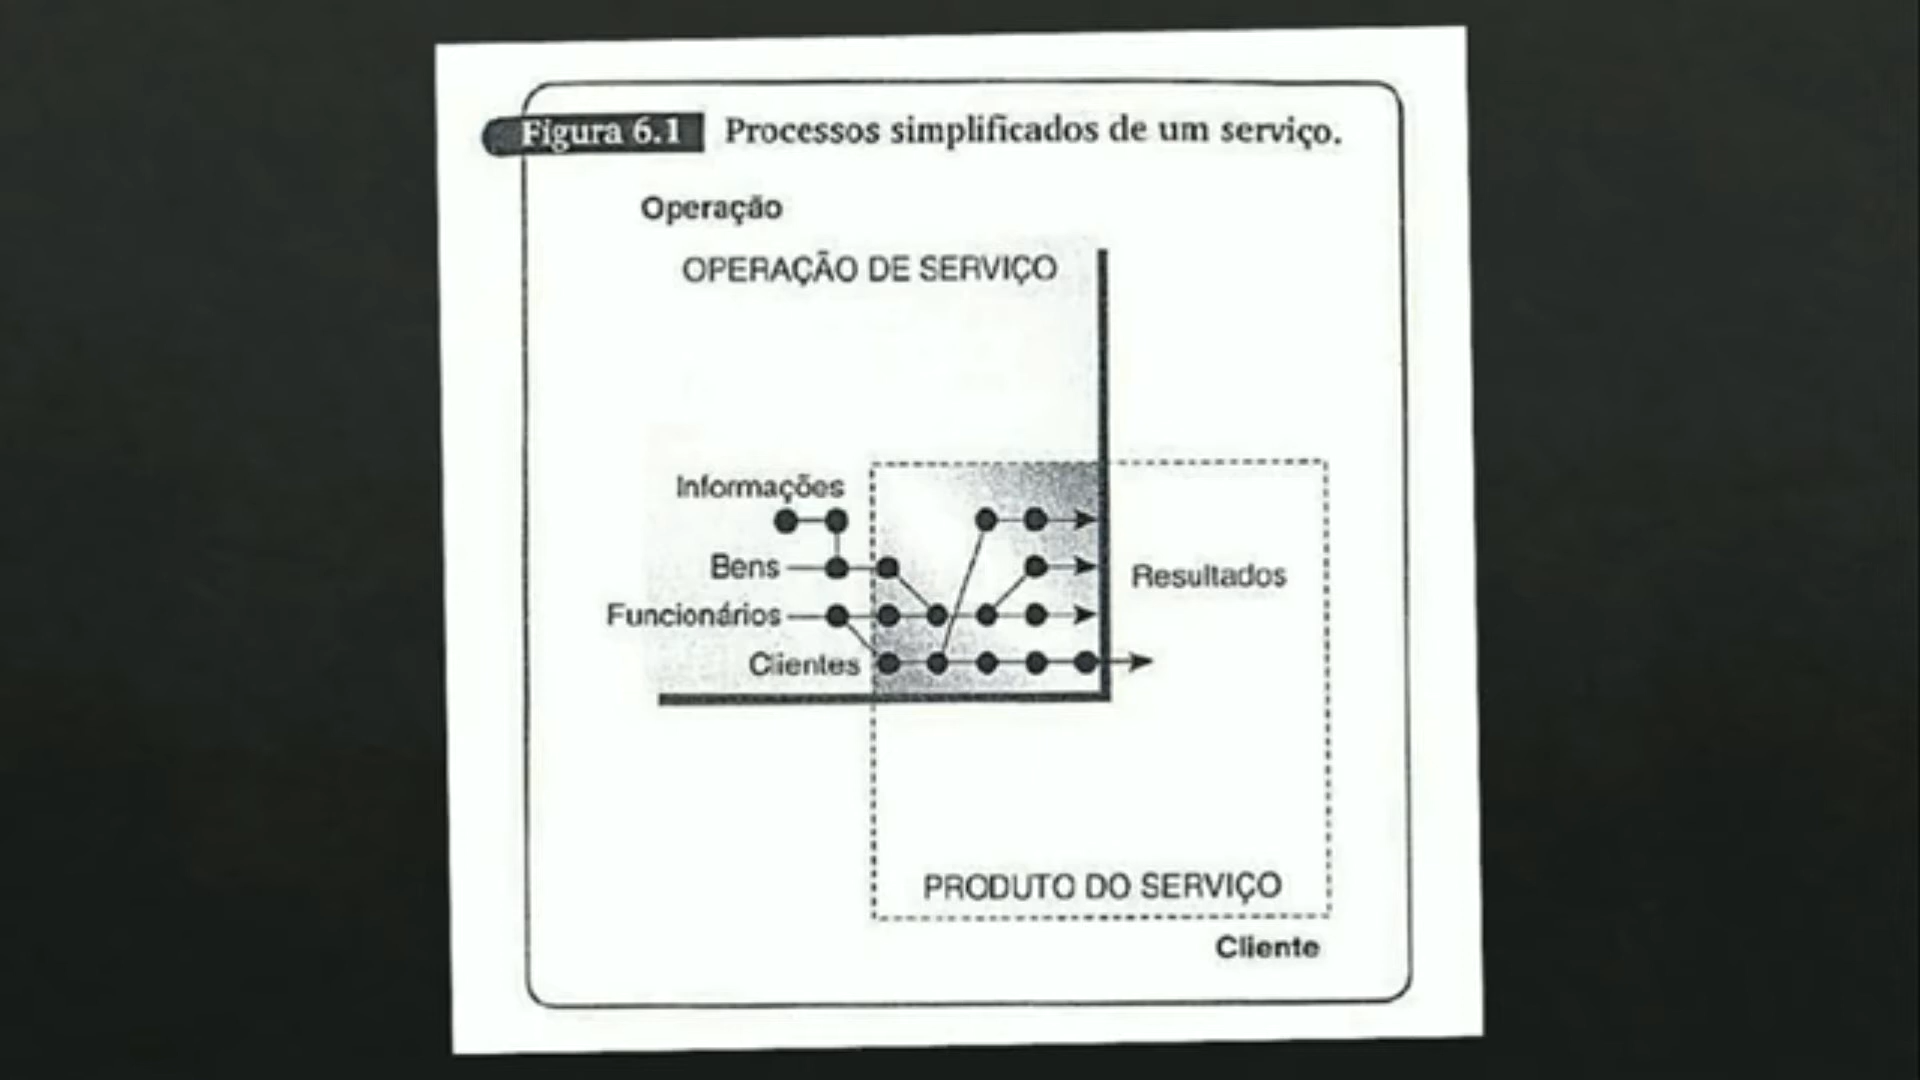 Figura 6.1 Processos simplificados de um serviço.
Operação
OPERAÇÃO DE SERVIÇO
Informações
Bens
Resultados
Funcionários
Clientes
PRODUTO DO SERVIÇO
Cliente